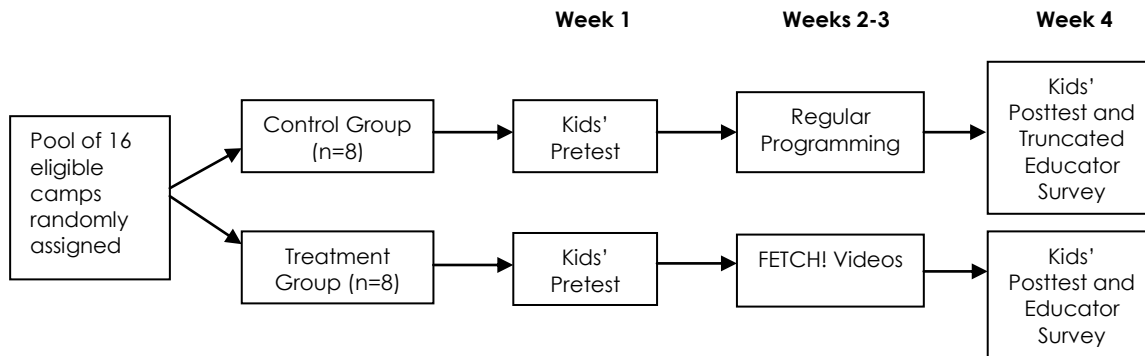 Week 1
Weeks 2-3
Week 4
Pool of 16
eligible
camps
randomly
assigned
Control Group
(n=8)
Kids'
Pretest
Regular
Programming
Kids'
Posttest and
Truncated
Educator
Survey
Treatment
Group (n=8)
Kids'
Pretest
FETCH! Videos
Kids'
Posttest and
Educator
Survey